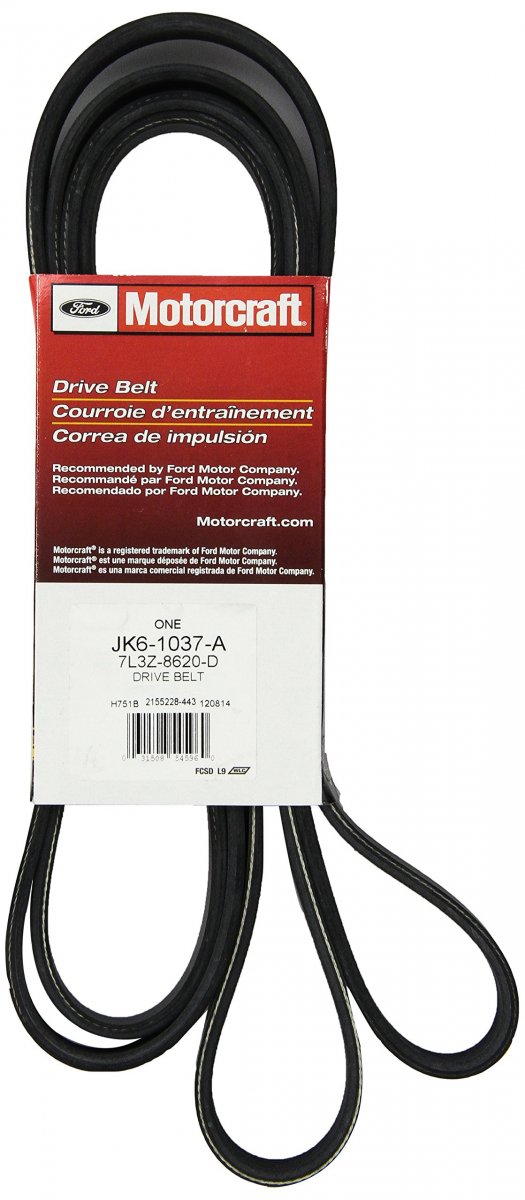 Ford Motorcraft®
Drive Belt
Courroie d'entraînement
Correa de impulsión
Recommended by Ford Motor Company.
Recommandé par Ford Motor Company.
Recomendado por Ford Motor Company.
Motorcraft.com
Motorcraft® is a registered trademark of Ford Motor Company.
Motorcraft® est une marque déposée de Ford Motor Company.
Motorcraft® es una marca comercial registrada de Ford Motor Company.
ONE
JK6-1037-A
7L3Z-8620-D
DRIVE BELT
H751B 2155228-443 120814
0 31508 54596 0
FCSD L9 WLC